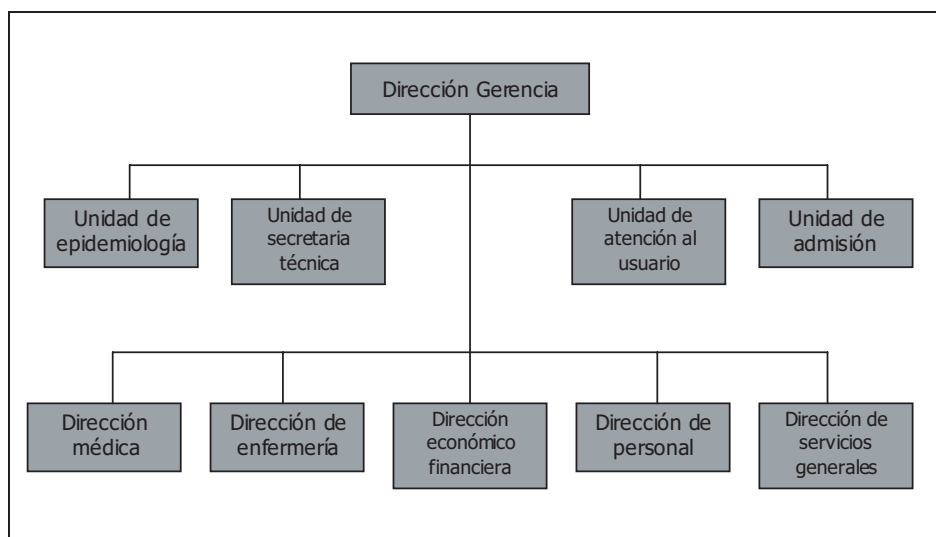 Dirección Gerencia
Unidad de
epidemiología
Unidad de
secretaria
técnica
Unidad de
atención al
usuario
Unidad de
admisión
Dirección
médica
Dirección de
enfermería
Dirección
económico
financiera
Dirección de
personal
Dirección de
servicios
generales